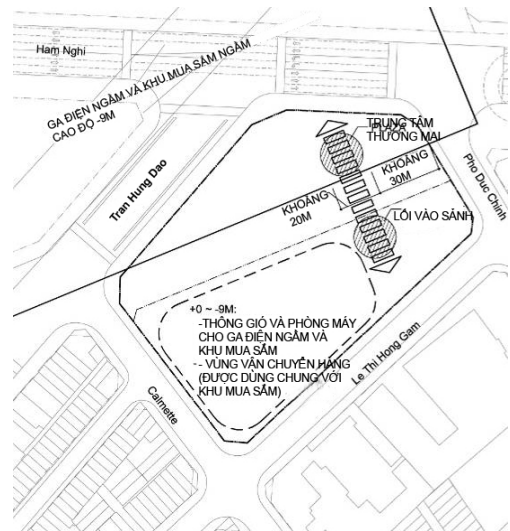 Ham Nghi
GA ĐIỆN NGẦM VÀ KHU MUA SẮM NGẦM
CAO ĐỘ -9M
Tran Hung Dao
TRUNG TÂM
PLAZA
THƯƠNG MẠI
Pho Duc Chinh
KHOẢNG
30M
KHOẢNG
20M
LỐI VÀO SẢNH
+0 ~ -9M:
-THÔNG GIÓ VÀ PHÒNG MÁY
CHO GA ĐIỆN NGẦM VÀ
KHU MUA SẮM
-- VÙNG VẬN CHUYỂN HÀNG
(ĐƯỢC DÙNG CHUNG VỚI
KHU MUA SẮM)
Le Thi Hong Gam
Calmette